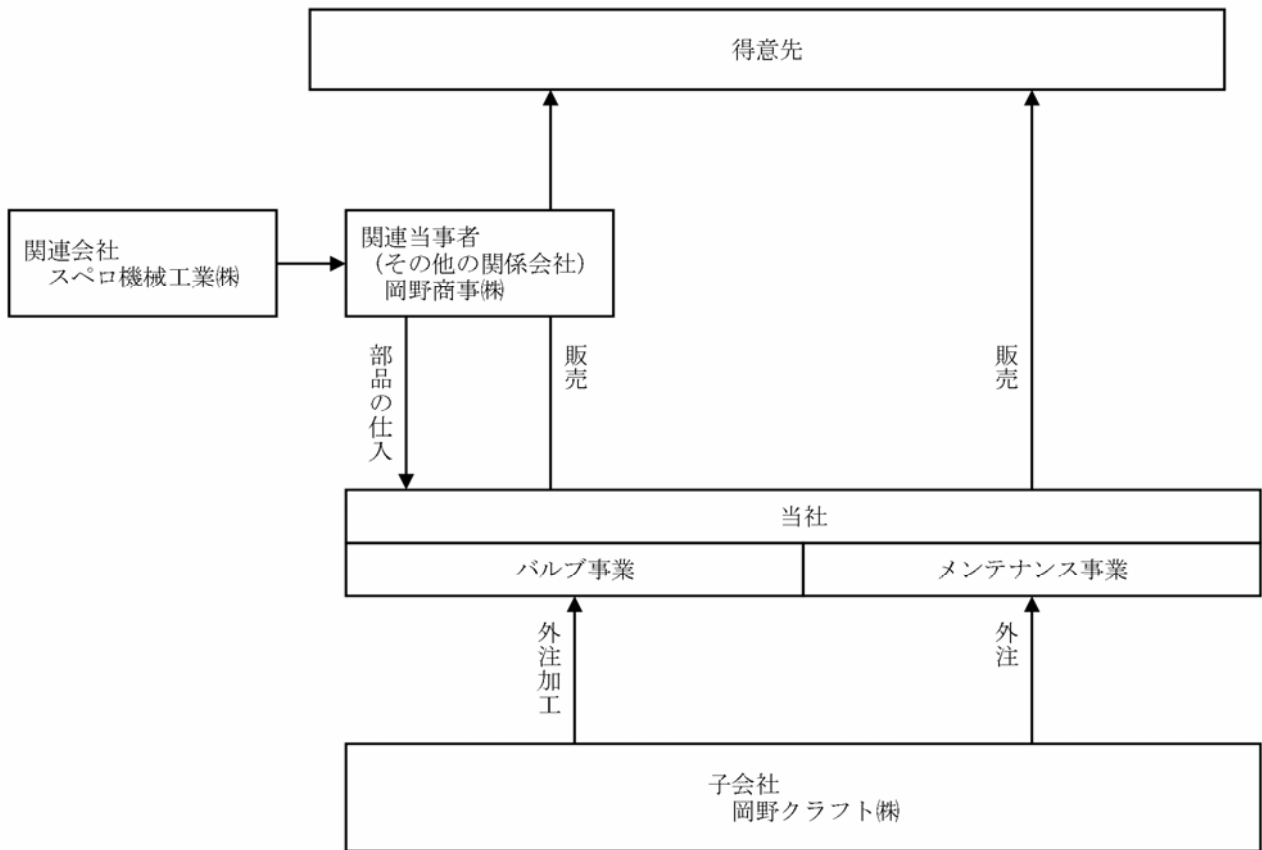 得意先
関連会社
スペロ機械工業㈱
関連当事者
(その他の関係会社)
岡野商事㈱
部品の仕入
販売
販売
当社
バルブ事業
メンテナンス事業
外注加工
外注
子会社
岡野クラフト㈱